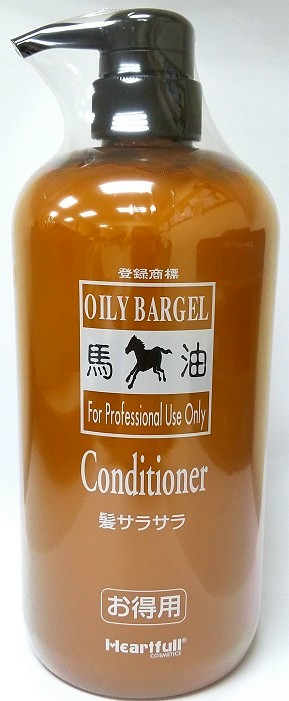 登録商標
OILY BARGEL
馬油
For Professional Use Only
Conditioner
髪サラサラ
お得用
Heartfull®
COSMETICS